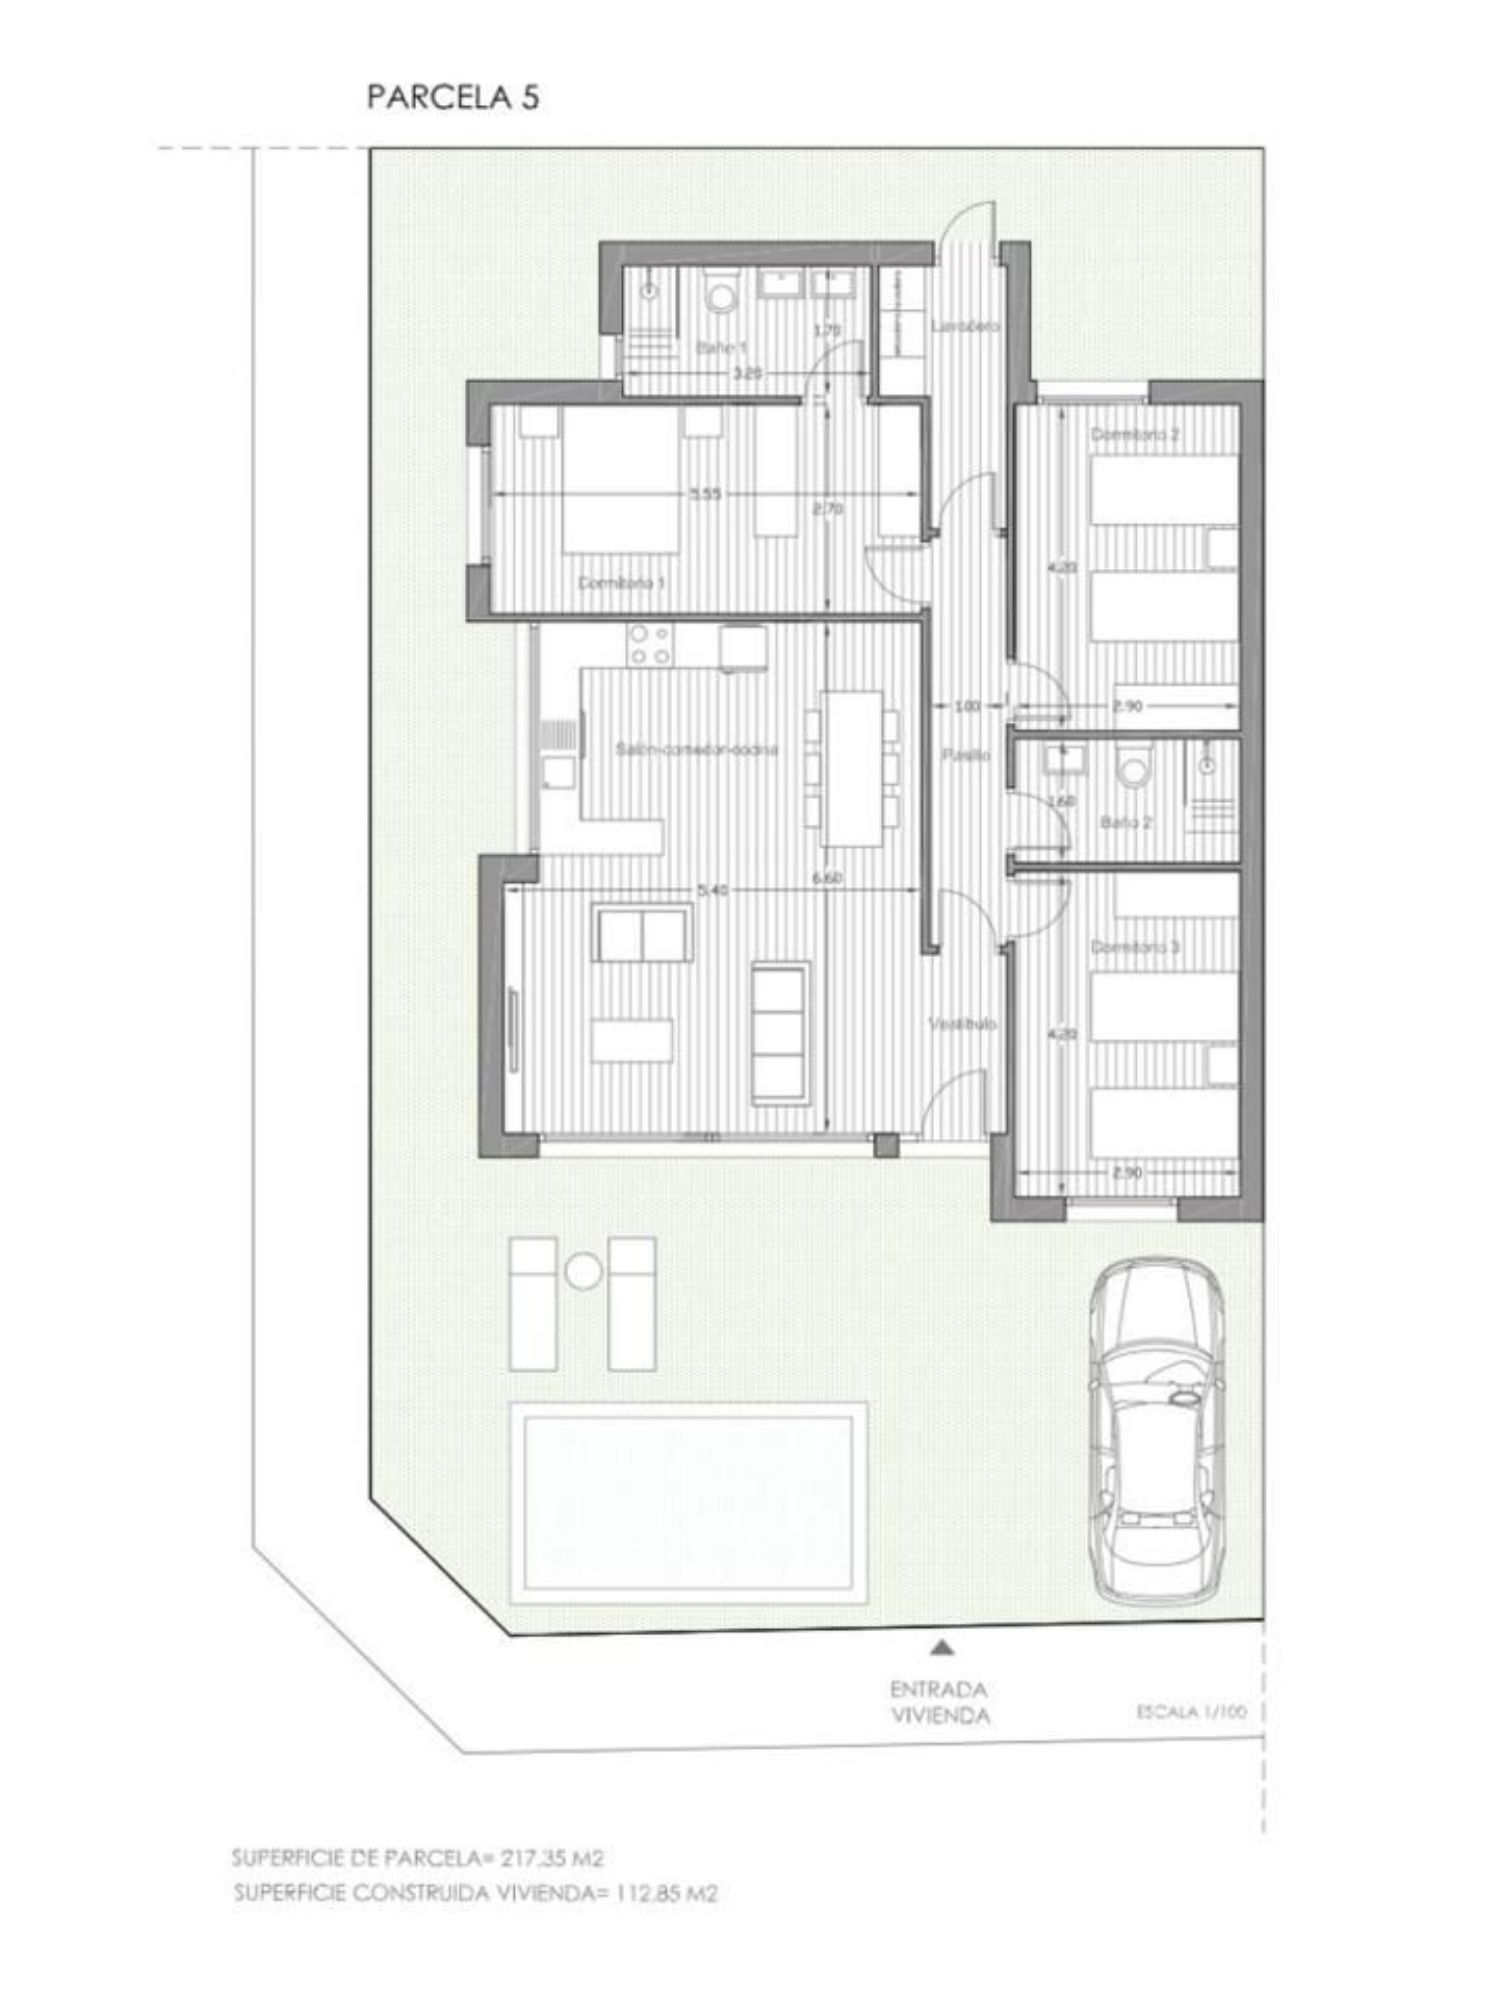 PARCELA 5
Lavadero
1.70
Baño 1
3.20
Dormitorio 2
5.55
2.70
4.20
Dormitorio 1
1.00
2.90
Salón-comedor-cocina
Pasillo
1.60
Baño 2
6.60
5.40
Dormitorio 3
Vestíbulo
4.20
2.90
ENTRADA
VIVIENDA
ESCALA 1/100
SUPERFICIE DE PARCELA= 217.35 M2
SUPERFICIE CONSTRUIDA VIVIENDA= 112.85 M2